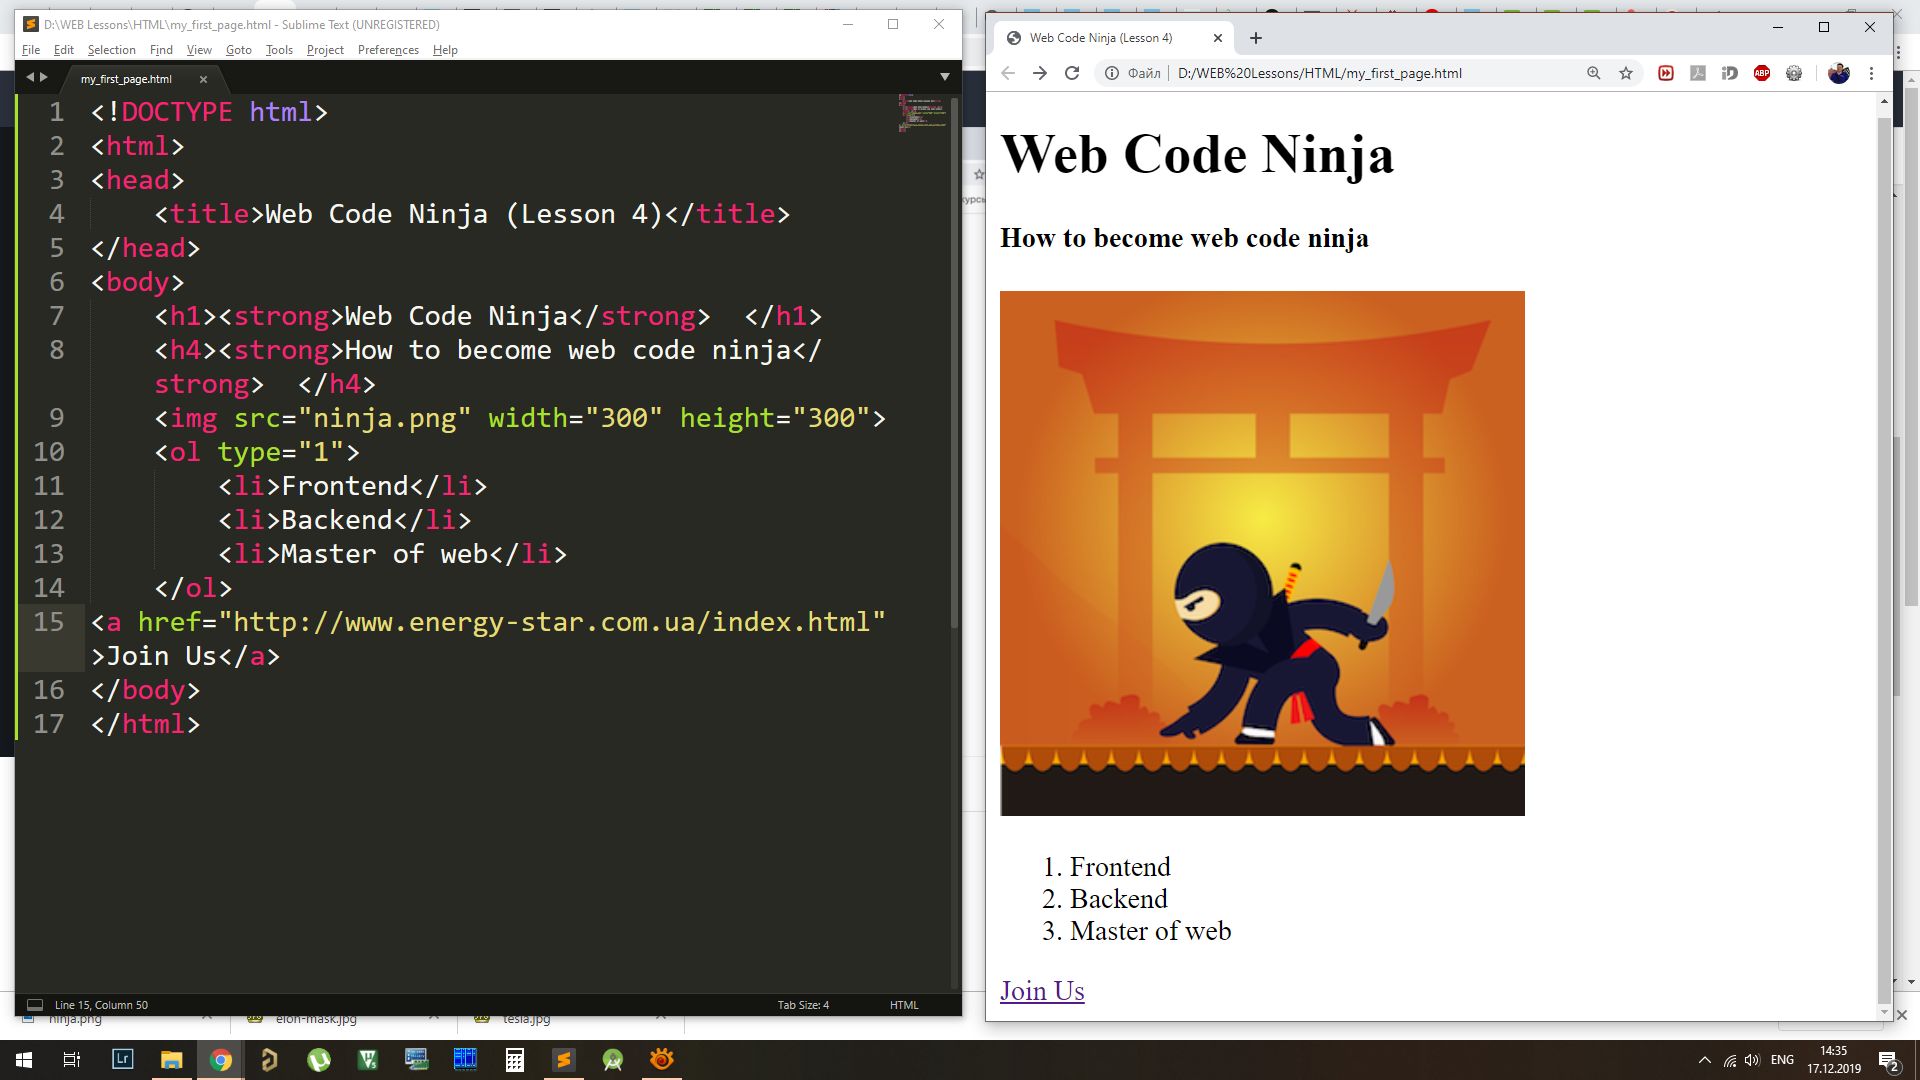 D:\WEB Lessons\HTML\my_first_page.html - Sublime Text (UNREGISTERED)
File Edit Selection Find View Goto Tools Project Preferences Help
my_first_page.html
1 <!DOCTYPE html>
2 <html>
3 <head>
4 <title>Web Code Ninja (Lesson 4)</title>
5 </head>
6 <body>
7 <h1><strong>Web Code Ninja</strong>  </h1>
8 <h4><strong>How to become web code ninja</
strong>  </h4>
9 <img src="ninja.png" width="300" height="300">
10 <ol type="1">
11 <li>Frontend</li>
12 <li>Backend</li>
13 <li>Master of web</li>
14 </ol>
15 <a href="http://www.energy-star.com.ua/index.html"
>Join Us</a>
16 </body>
17 </html>
Line 15, Column 50 Tab Size: 4 HTML
ninja.png elon-mask.jpg tesla.jpg
Web Code Ninja (Lesson 4)
Файл D:/WEB%20Lessons/HTML/my_first_page.html
ABP
Web Code Ninja
How to become web code ninja
1. Frontend
2. Backend
3. Master of web
Join Us
Lr
ENG
14:35
17.12.2019
2